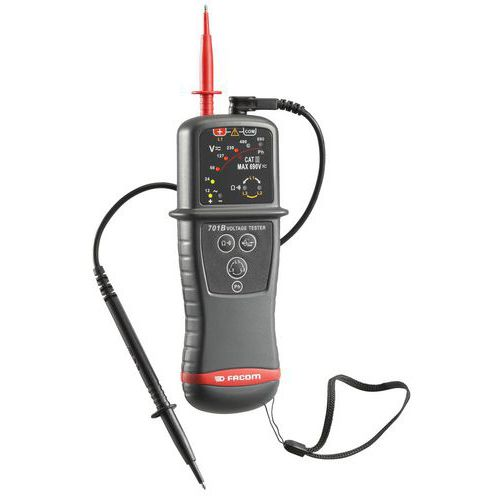 L1
+ ⚠ COM
V≂ 230 400 690
127 Ph
50 CAT III
MAX 690V≂
24 L1
Ω L3 L2
12 ~
+ −
701B VOLTAGE TESTER
Ω
Ph
FACOM